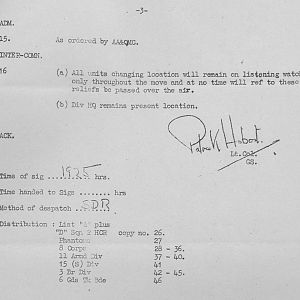 -3-
ADM.
15. As ordered by AA&QMG.
INTER-COMN.
16 (a) All units changing location will remain on listening watch
only throughout the move and at no time will ref to these
reliefs be passed over the air.
(b) Div HQ remains present location.
ACK.
Lt.Col.
GS.
Time of sig 1925 hrs
Time handed to Sigs ........ hrs
Method of despatch S.D.R
Distribution : List "A" plus
"D" Sqn 2 HCR copy no. 26.
Phantom 27
8 Corps 28 - 36.
11 Armd Div 37 - 40.
15 (S) Div 41
3 Br Div 42 - 45.
6 Gds Tk Bde 46